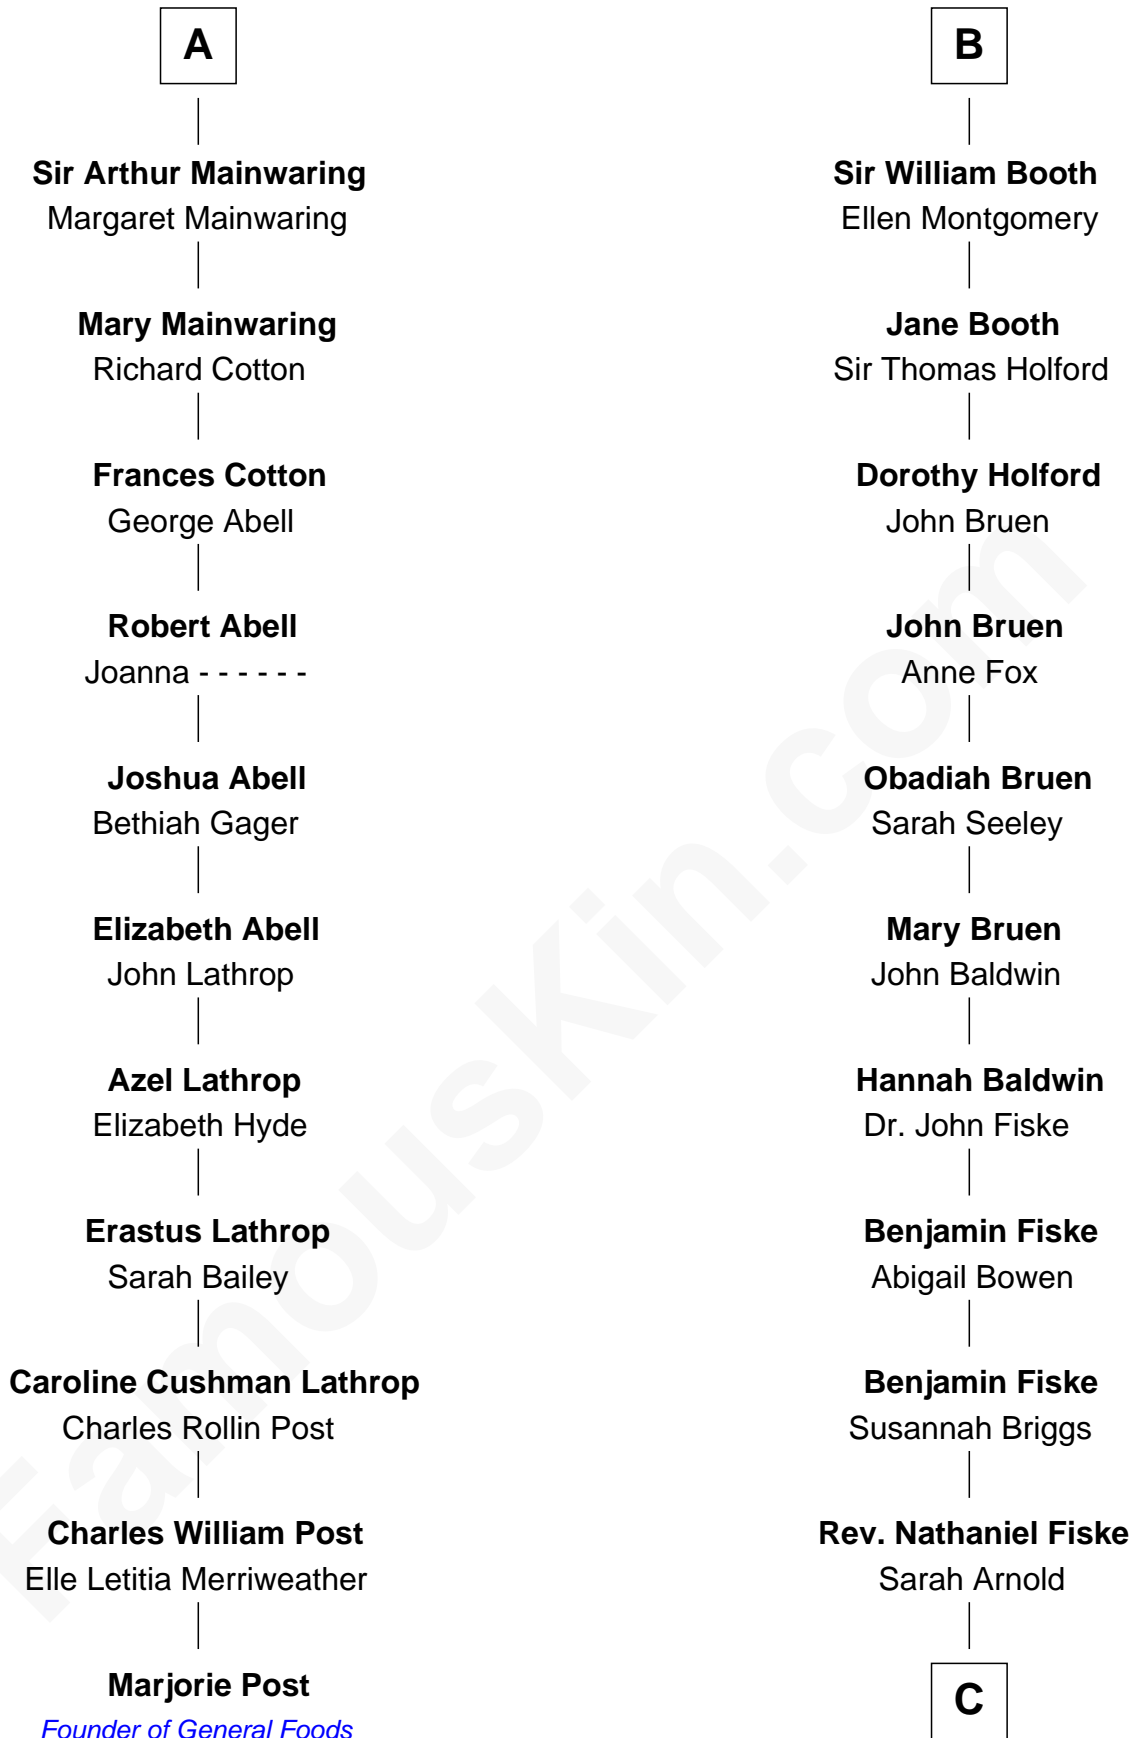 A
Sir Arthur Mainwaring
Margaret Mainwaring
Mary Mainwaring
Richard Cotton
Frances Cotton
George Abell
Robert Abell
Joanna - - - - - -
Joshua Abell
Bethiah Gager
Elizabeth Abell
John Lathrop
Azel Lathrop
Elizabeth Hyde
Erastus Lathrop
Sarah Bailey
Caroline Cushman Lathrop
Charles Rollin Post
Charles William Post
Elle Letitia Merriweather
Marjorie Post
Founder of General Foods
B
Sir William Booth
Ellen Montgomery
Jane Booth
Sir Thomas Holford
Dorothy Holford
John Bruen
John Bruen
Anne Fox
Obadiah Bruen
Sarah Seeley
Mary Bruen
John Baldwin
Hannah Baldwin
Dr. John Fiske
Benjamin Fiske
Abigail Bowen
Benjamin Fiske
Susannah Briggs
Rev. Nathaniel Fiske
Sarah Arnold
C
FamousKin.com